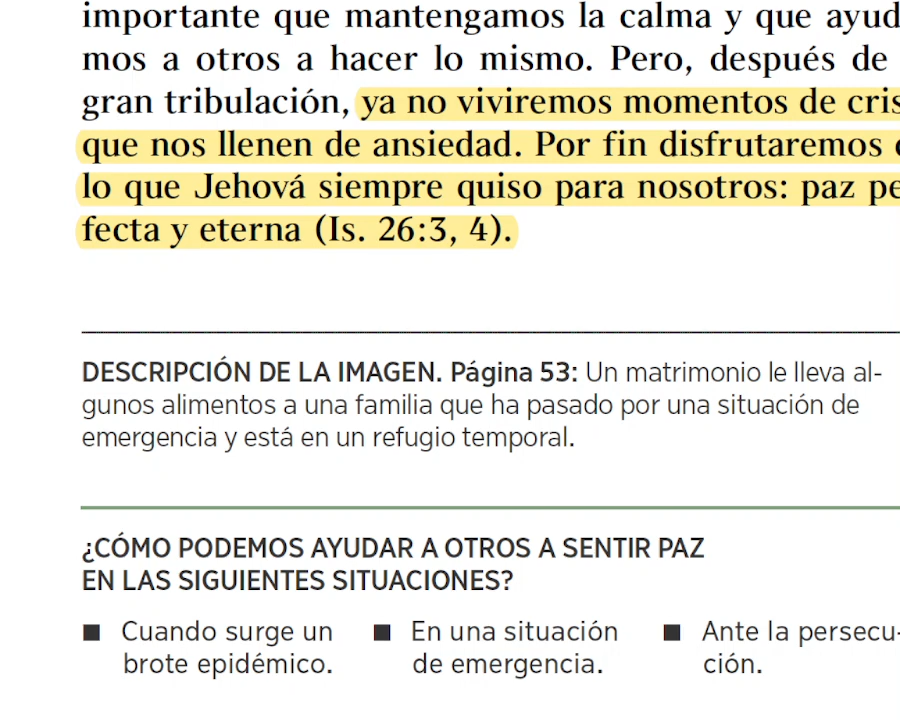 importante que mantengamos la calma y que ayud
mos a otros a hacer lo mismo. Pero, después de
gran tribulación, ya no viviremos momentos de cris
que nos llenen de ansiedad. Por fin disfrutaremos
lo que Jehová siempre quiso para nosotros: paz pe
fecta y eterna (Is. 26:3, 4).
DESCRIPCIÓN DE LA IMAGEN. Página 53: Un matrimonio le lleva al-
gunos alimentos a una familia que ha pasado por una situación de
emergencia y está en un refugio temporal.
¿CÓMO PODEMOS AYUDAR A OTROS A SENTIR PAZ
EN LAS SIGUIENTES SITUACIONES?
■ Cuando surge un
brote epidémico.
■ En una situación
de emergencia.
■ Ante la persecu-
ción.